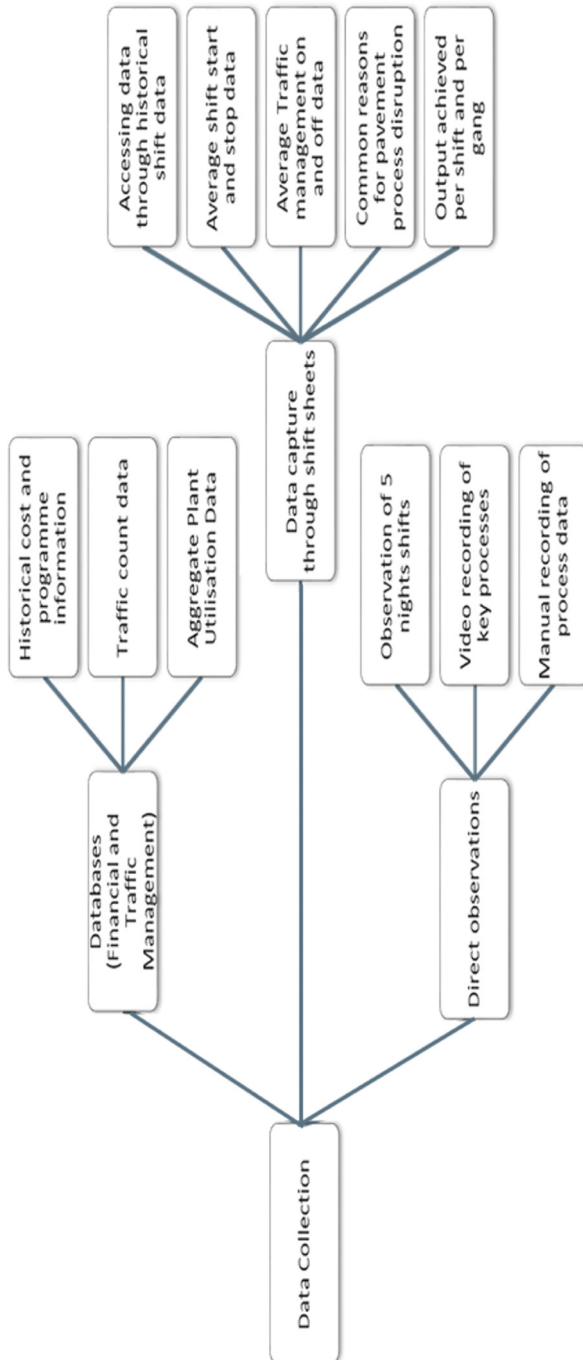 Data Collection
Databases
(Financial and
Traffic
Management)
Historical cost and
programme
information
Traffic count data
Aggregate Plant
Utilisation Data
Data capture
through shift sheets
Accessing data
through historical
shift data
Average shift start
and stop data
Average Traffic
management on
and off data
Common reasons
for pavement
process disruption
Output achieved
per shift and per
gang
Direct observations
Observation of 5
nights shifts
Video recording of
key processes
Manual recording of
process data